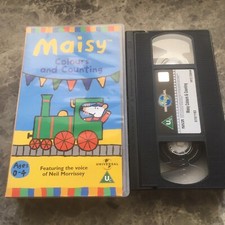 Maisy
Colours and Counting
Ages
0-4
Featuring the voice
of Neil Morrissey
U
UNIVERSAL
U